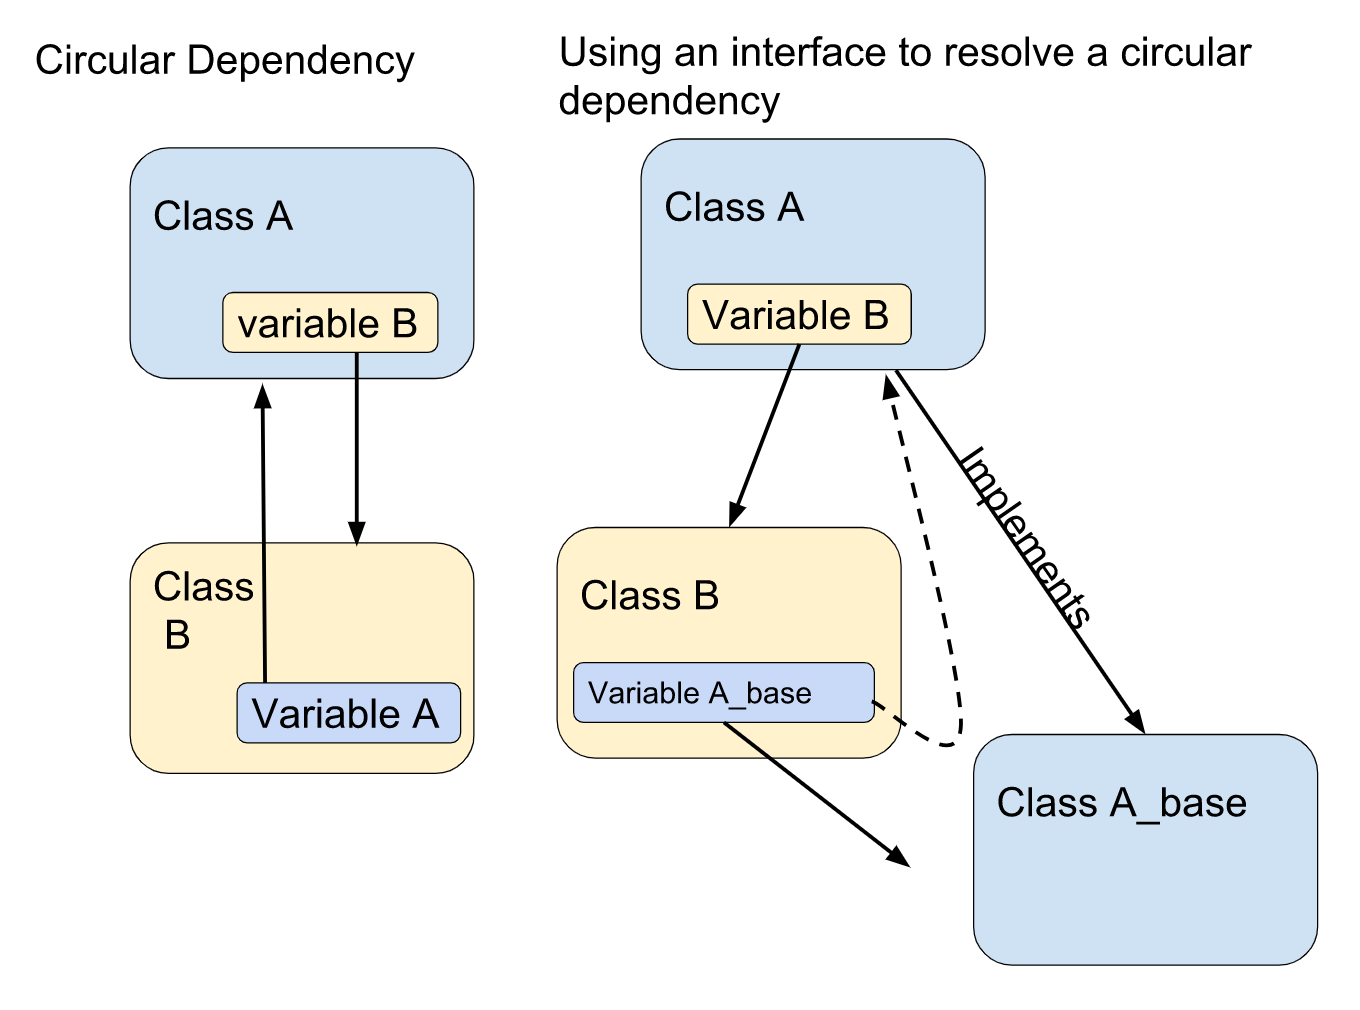 Circular Dependency
Using an interface to resolve a circular
dependency
Class A
variable B
Class
B
Variable A
Class A
Variable B
Implements
Class B
Variable A_base
Class A_base